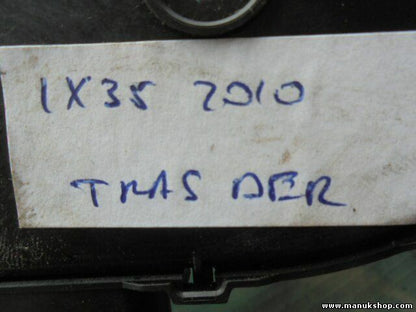 IX35 2010
TRAS DER
www.manukshop.com